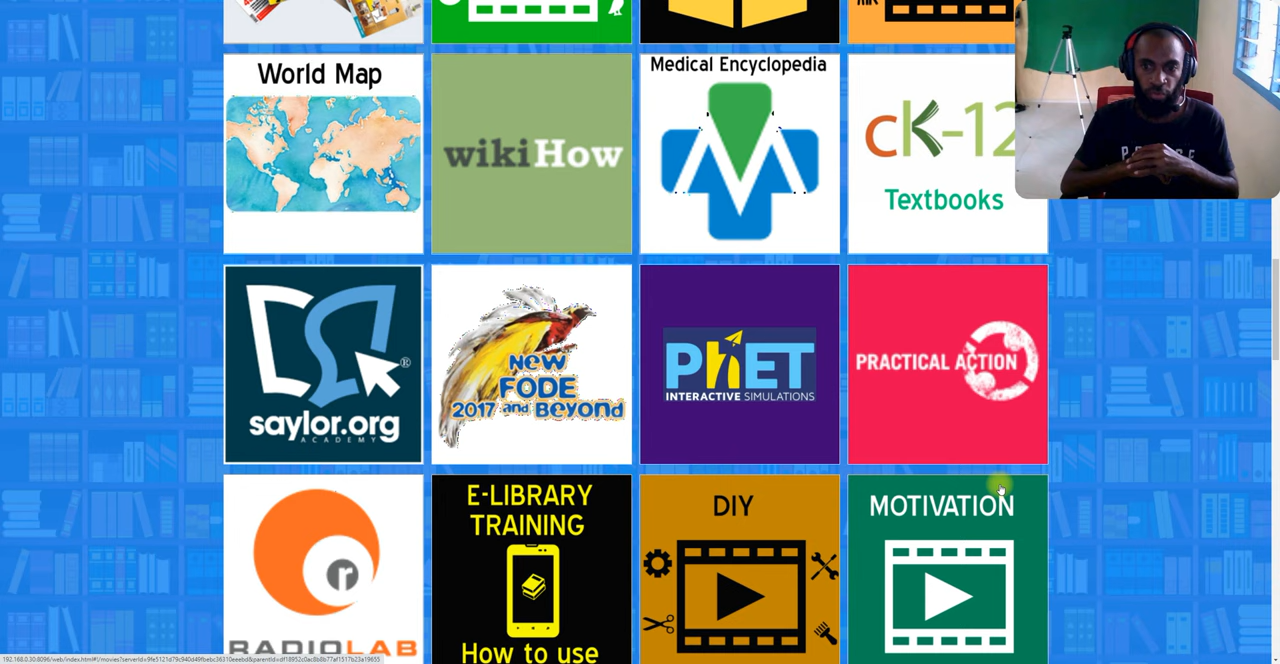 World Map
wikiHow
Medical Encyclopedia
cK-12
Textbooks
saylor.org®
ACADEMY
NEW
FODE
2017 and Beyond
PhET
INTERACTIVE SIMULATIONS
PRACTICAL ACTION
r
RADIOLAB
E-LIBRARY
TRAINING
How to use
DIY
MOTIVATION